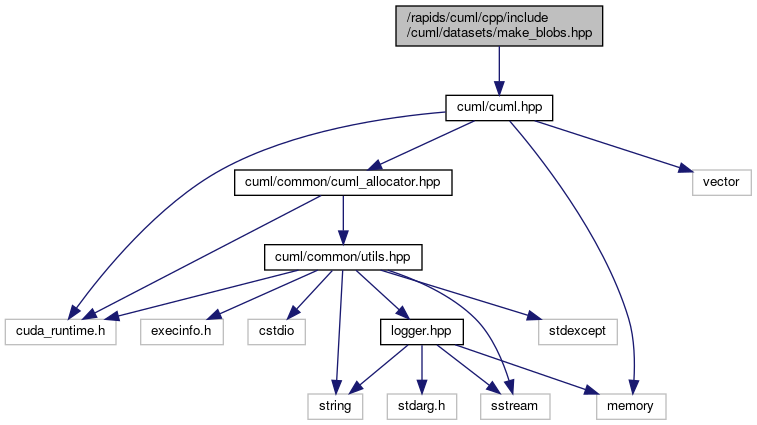 /rapids/cuml/cpp/include
/cuml/datasets/make_blobs.hpp
cuml/cuml.hpp
cuml/common/cuml_allocator.hpp
vector
cuml/common/utils.hpp
cuda_runtime.h
execinfo.h
cstdio
logger.hpp
stdexcept
string
stdarg.h
sstream
memory